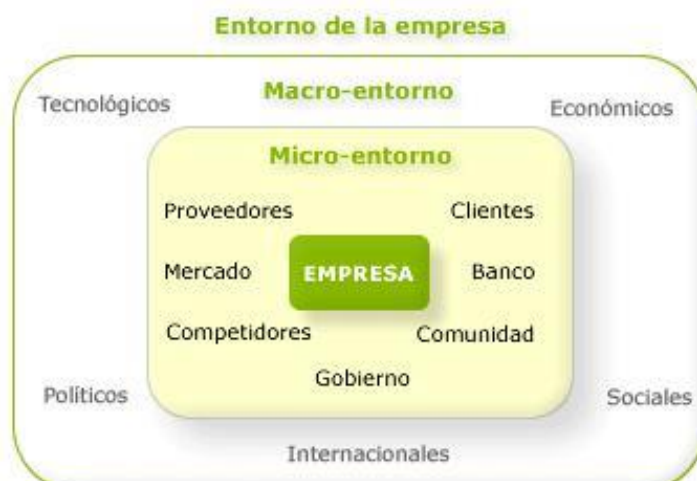 Entorno de la empresa
Macro-entorno
Tecnológicos
Económicos
Micro-entorno
Proveedores
Clientes
Mercado
EMPRESA
Banco
Competidores
Comunidad
Gobierno
Políticos
Sociales
Internacionales